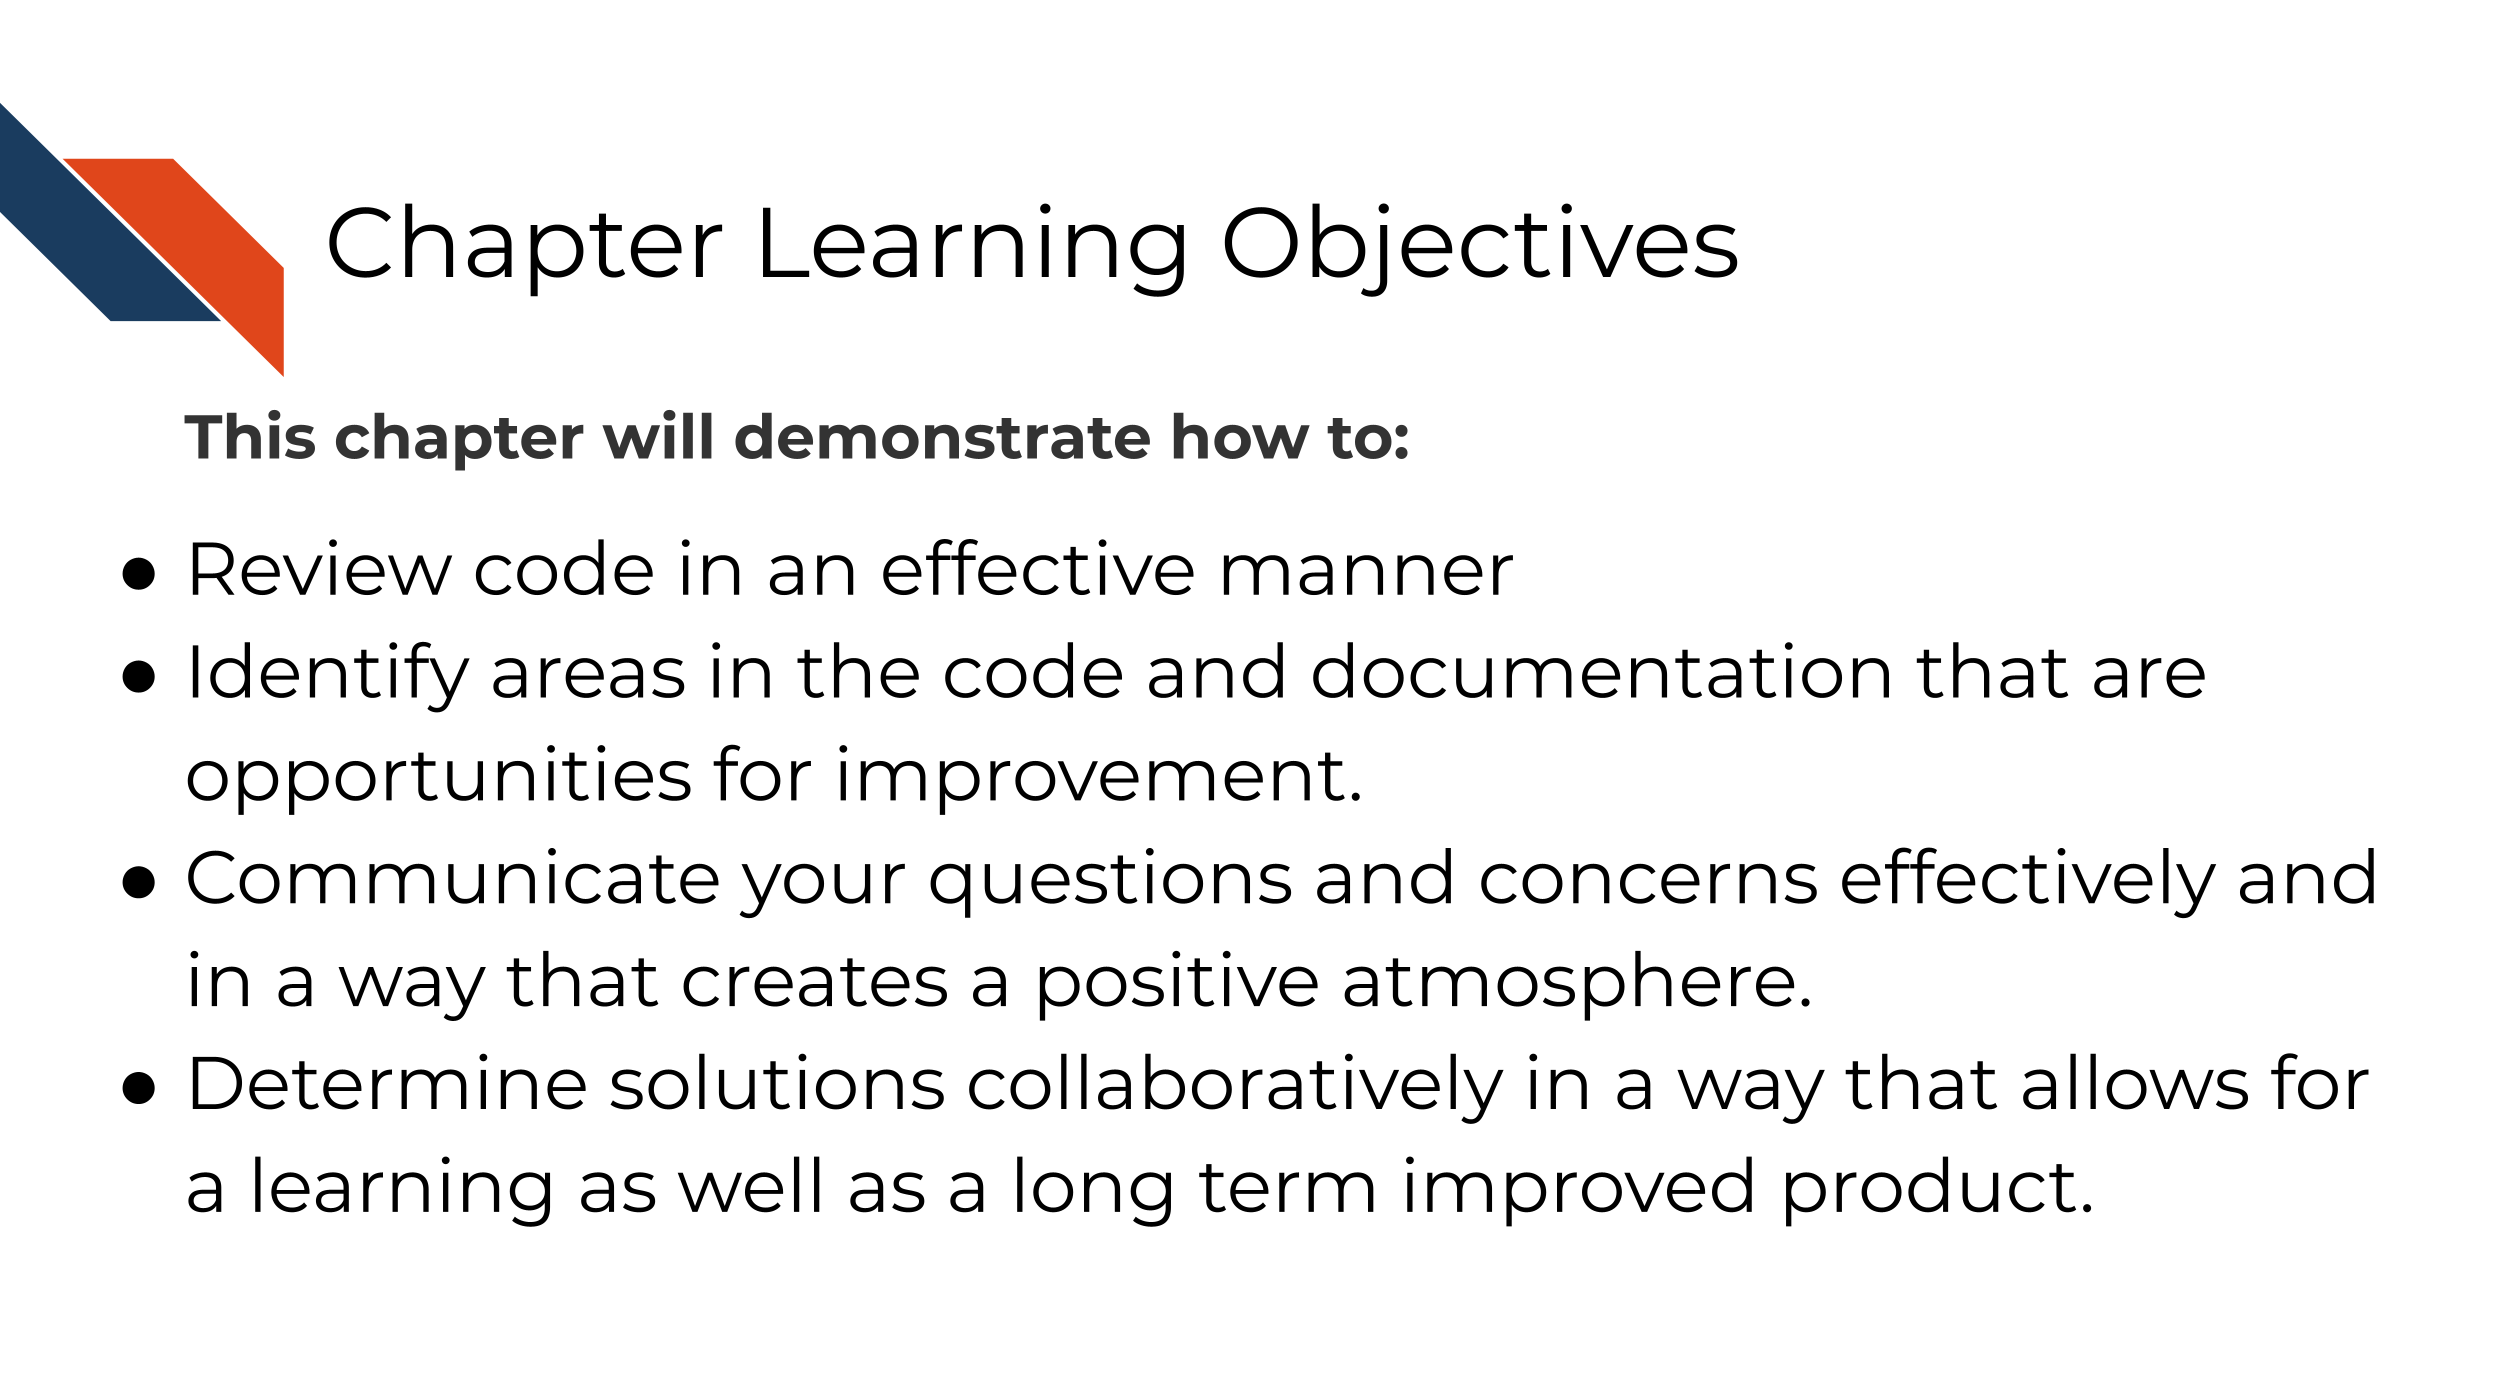 Chapter Learning Objectives
This chapter will demonstrate how to:
● Review code in an effective manner
● Identify areas in the code and documentation that are
opportunities for improvement.
● Communicate your questions and concerns effectively and
in a way that creates a positive atmosphere.
● Determine solutions collaboratively in a way that allows for
a learning as well as a long term improved product.